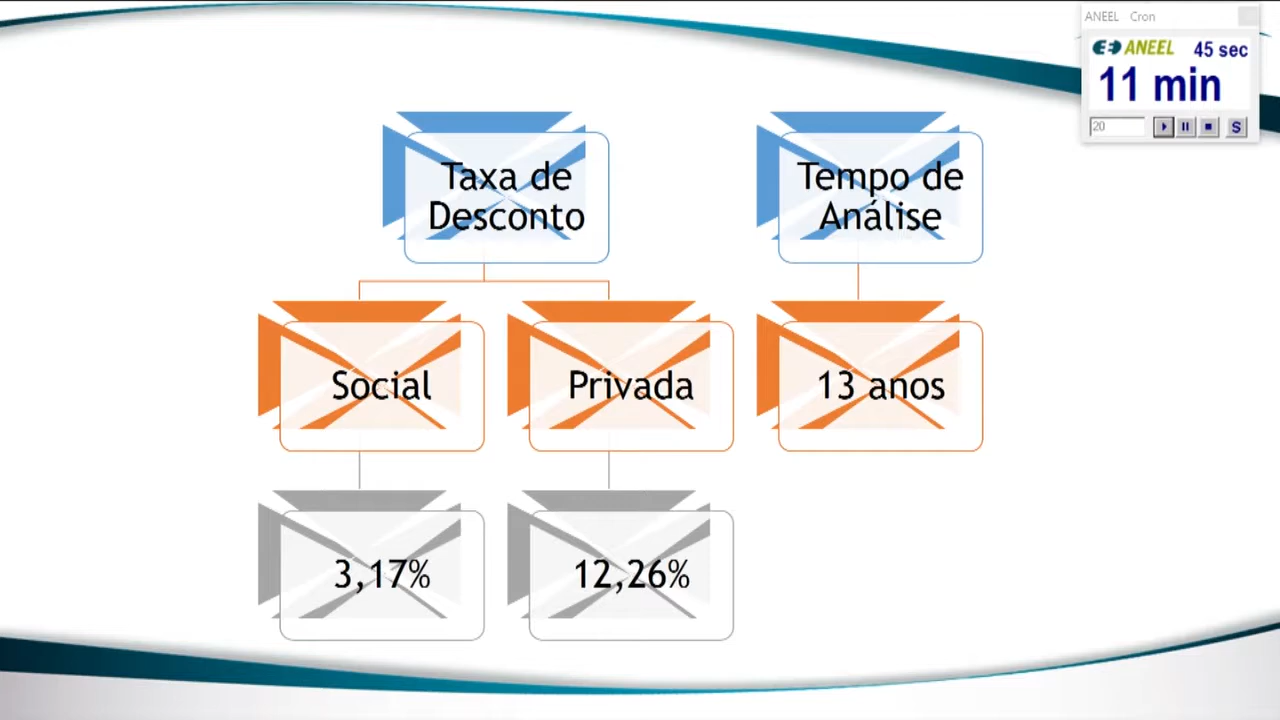 ANEEL Cron
ANEEL 45 sec
11 min
20
S
Taxa de
Desconto
Tempo de
Análise
Social
Privada
13 anos
3,17%
12,26%